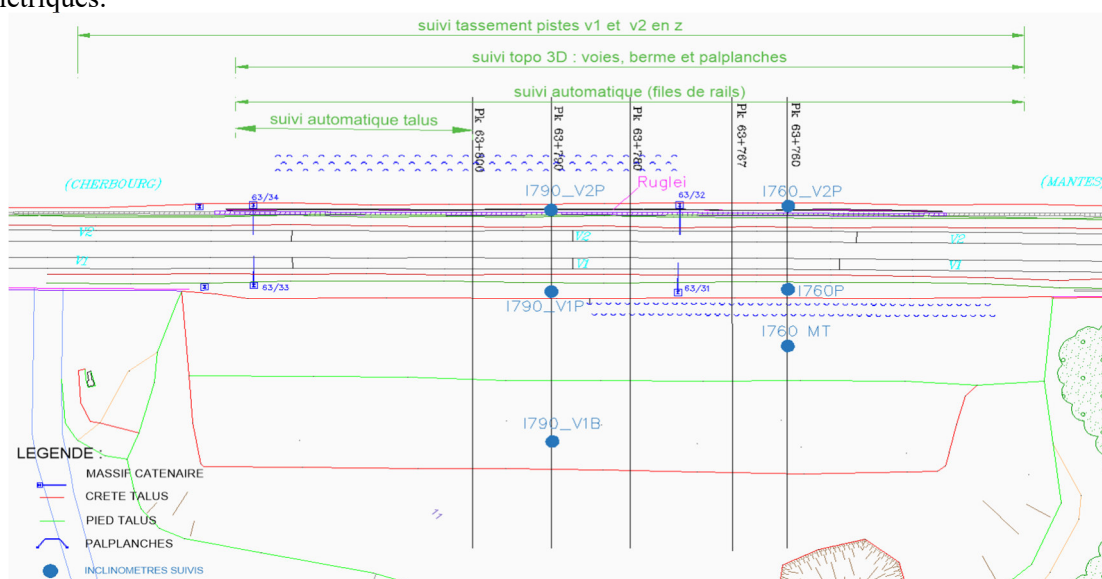 étriques.
suivi tassement pistes v1 et v2 en z
suivi topo 3D : voies, berme et palplanches
suivi automatique (files de rails)
suivi automatique talus
Pk 63+800
Pk 63+790
Pk 63+780
Pk 63+767
Pk 63+760
(CHERBOURG)
(MANTES)
I790_V2P
Ruglei
I760_V2P
63/34
63/32
V2
V2
V2
V1
V1
V1
63/33
63/31
I790_V1P
I760P
I760 MT
I790_V1B
LEGENDE :
MASSIF CATENAIRE
CRETE TALUS
PIED TALUS
PALPLANCHES
INCLINOMETRES SUIVIS
11